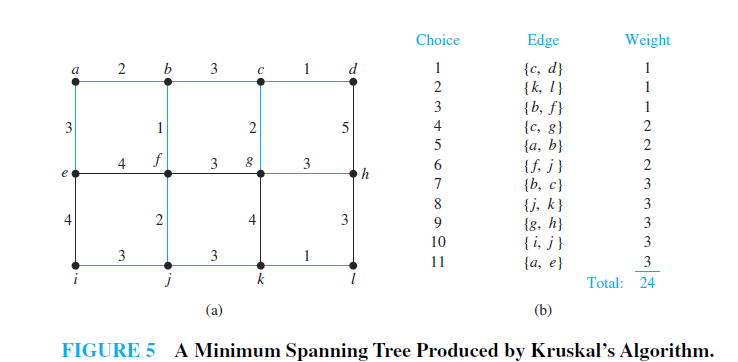 Choice Edge Weight
a 2 b 3 c 1 d
3 1 2 5
e 4 f 3 g 3 h
4 2 4 3
3 3 1
i j k l
1 {c, d} 1
2 {k, l} 1
3 {b, f} 1
4 {c, g} 2
5 {a, b} 2
6 {f, j} 2
7 {b, c} 3
8 {j, k} 3
9 {g, h} 3
10 {i, j} 3
11 {a, e} 3
Total: 24
(a) (b)
FIGURE 5 A Minimum Spanning Tree Produced by Kruskal’s Algorithm.